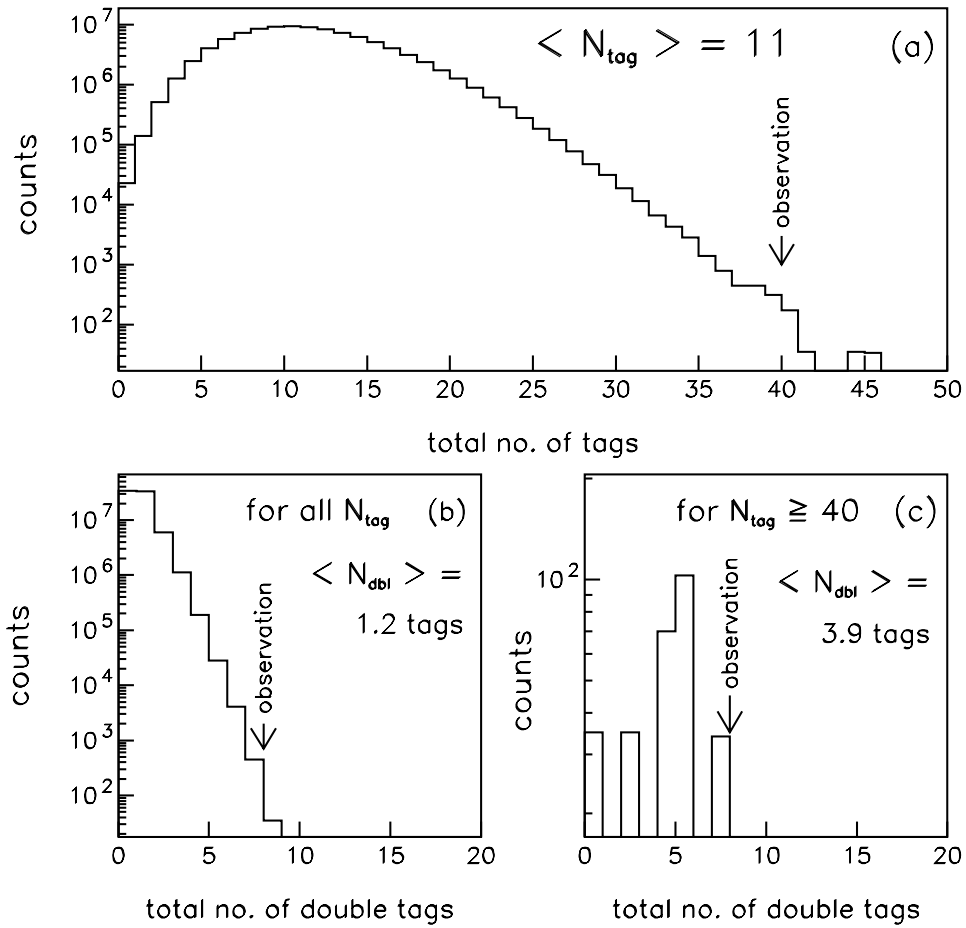 < N_tag > = 11 (a)
counts
10^7
10^6
10^5
10^4
10^3
10^2
observation
0 5 10 15 20 25 30 35 40 45 50
total no. of tags
for all N_tag (b)
< N_dbl > =
1.2 tags
counts
10^7
10^6
10^5
10^4
10^3
10^2
observation
0 5 10 15 20
total no. of double tags
for N_tag ≧ 40 (c)
< N_dbl > =
3.9 tags
counts
10^2
observation
0 5 10 15 20
total no. of double tags